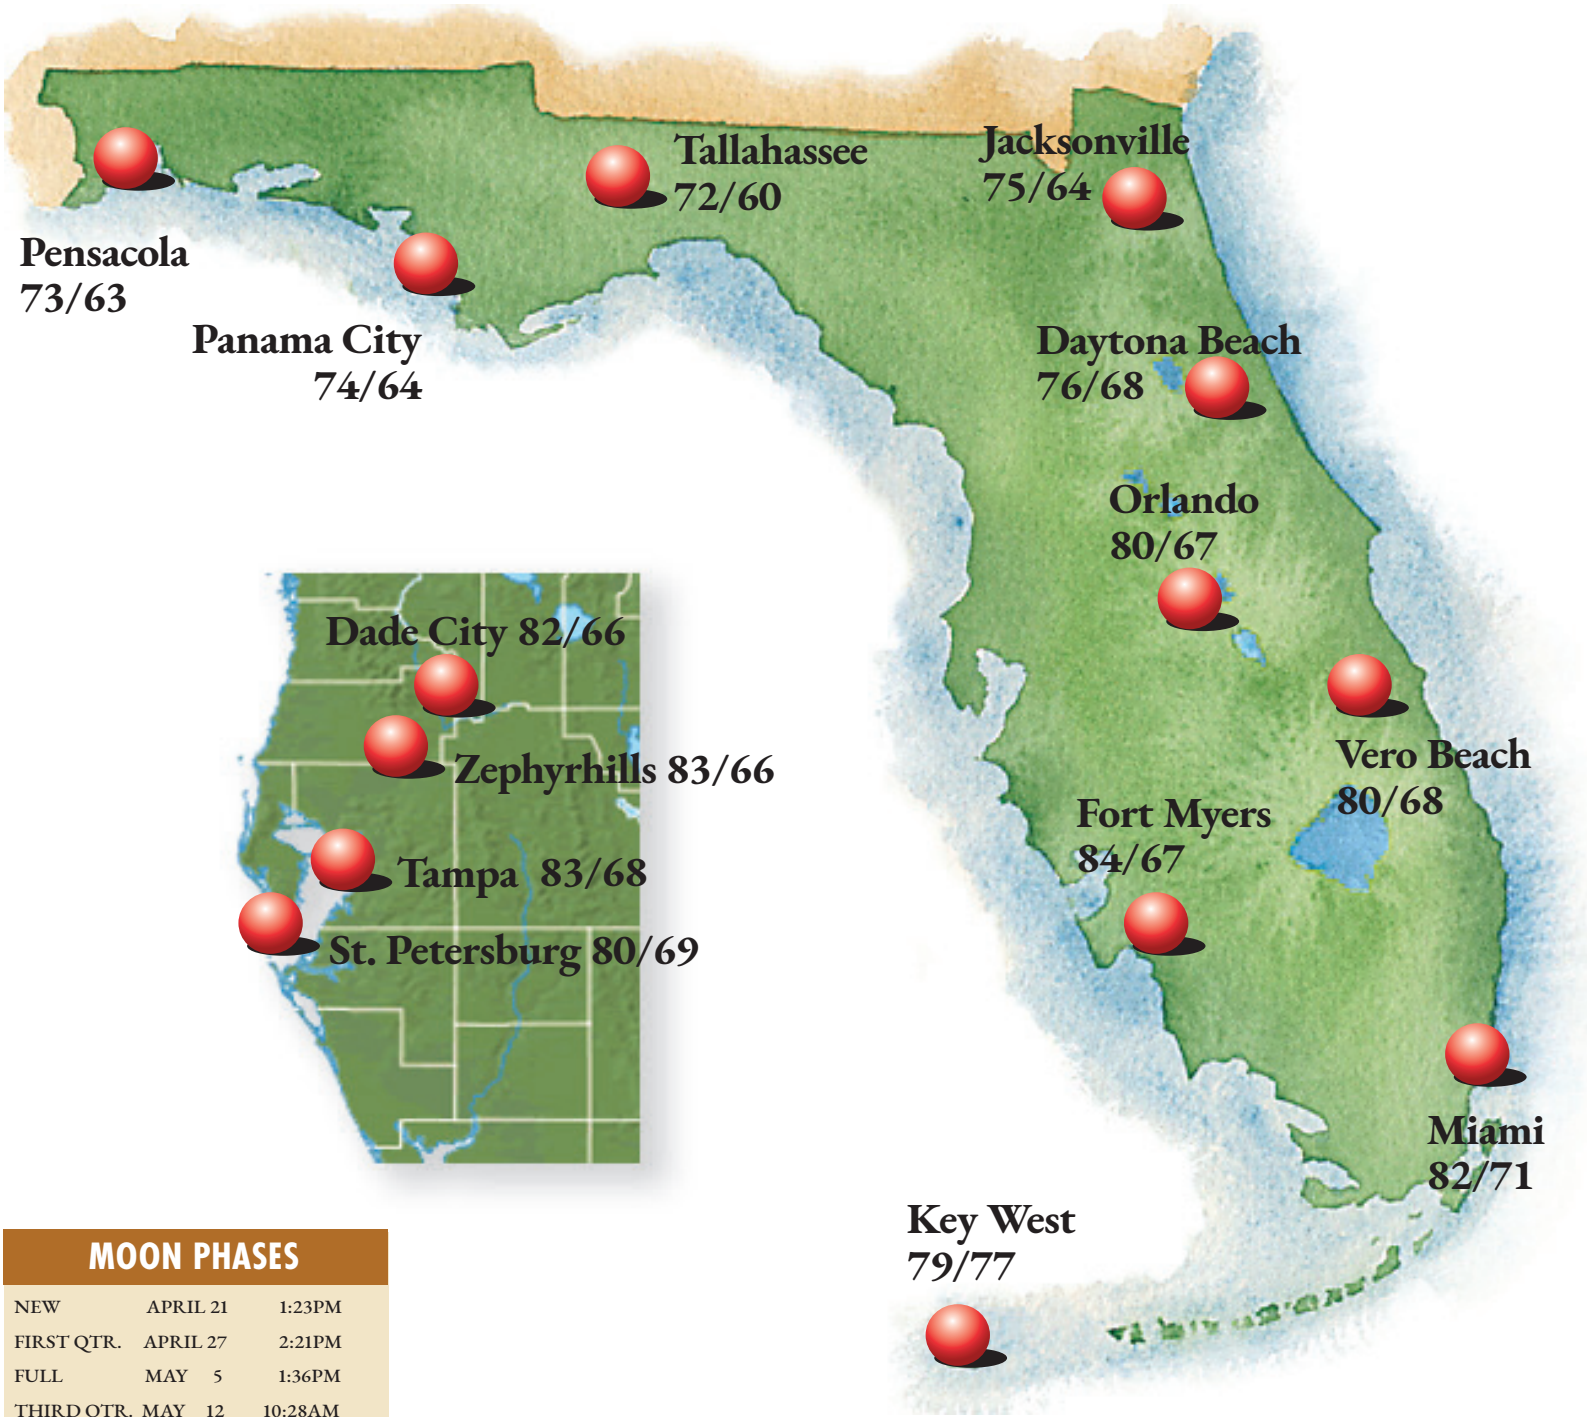 Tallahassee
72/60
Jacksonville
75/64
Pensacola
73/63
Panama City
74/64
Daytona Beach
76/68
Orlando
80/67
Dade City 82/66
Zephyrhills 83/66
Vero Beach
80/68
Fort Myers
84/67
Tampa 83/68
St. Petersburg 80/69
Miami
82/71
Key West
79/77
MOON PHASES
NEW APRIL 21 1:23PM
FIRST QTR. APRIL 27 2:21PM
FULL MAY 5 1:36PM
THIRD QTR. MAY 12 10:28AM